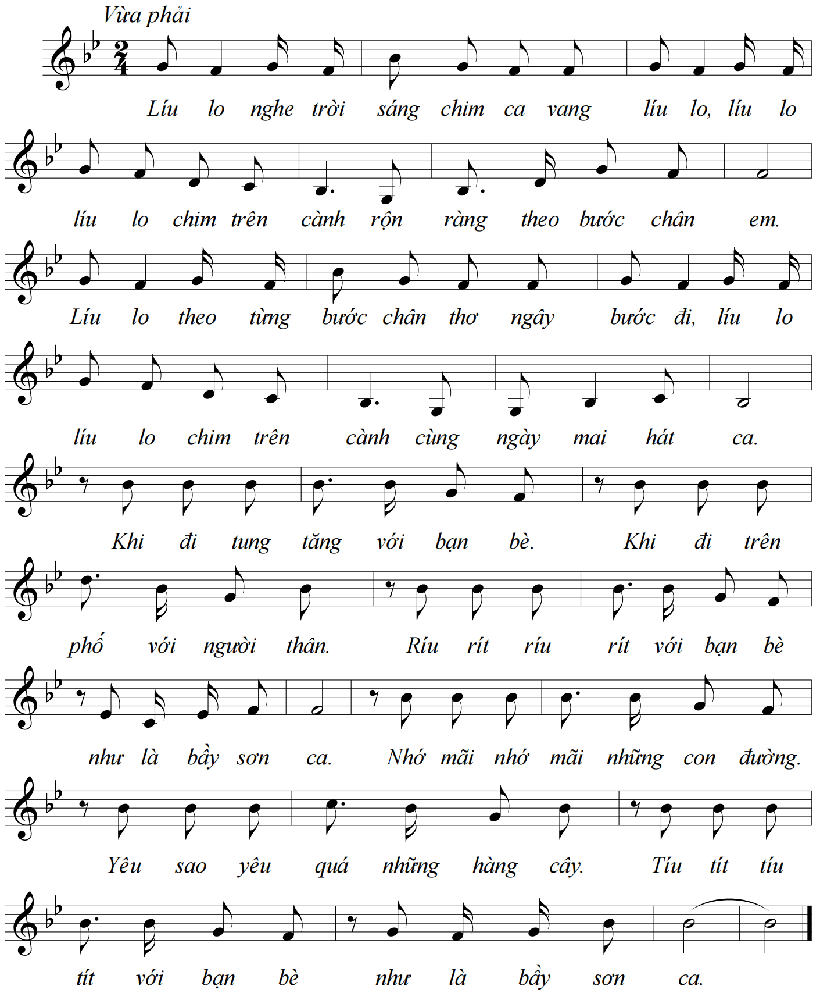 Vừa phải
2
4
Líu lo nghe trời sáng chim ca vang líu lo, líu lo
líu lo chim trên cành rộn ràng theo bước chân em.
Líu lo theo từng bước chân thơ ngây bước đi, líu lo
líu lo chim trên cành cùng ngày mai hát ca.
Khi đi tung tăng với bạn bè. Khi đi trên
phố với người thân. Ríu rít ríu rít với bạn bè
như là bầy sơn ca. Nhớ mãi nhớ mãi những con đường.
Yêu sao yêu quá những hàng cây. Tíu tít tíu
tít với bạn bè như là bầy sơn ca.